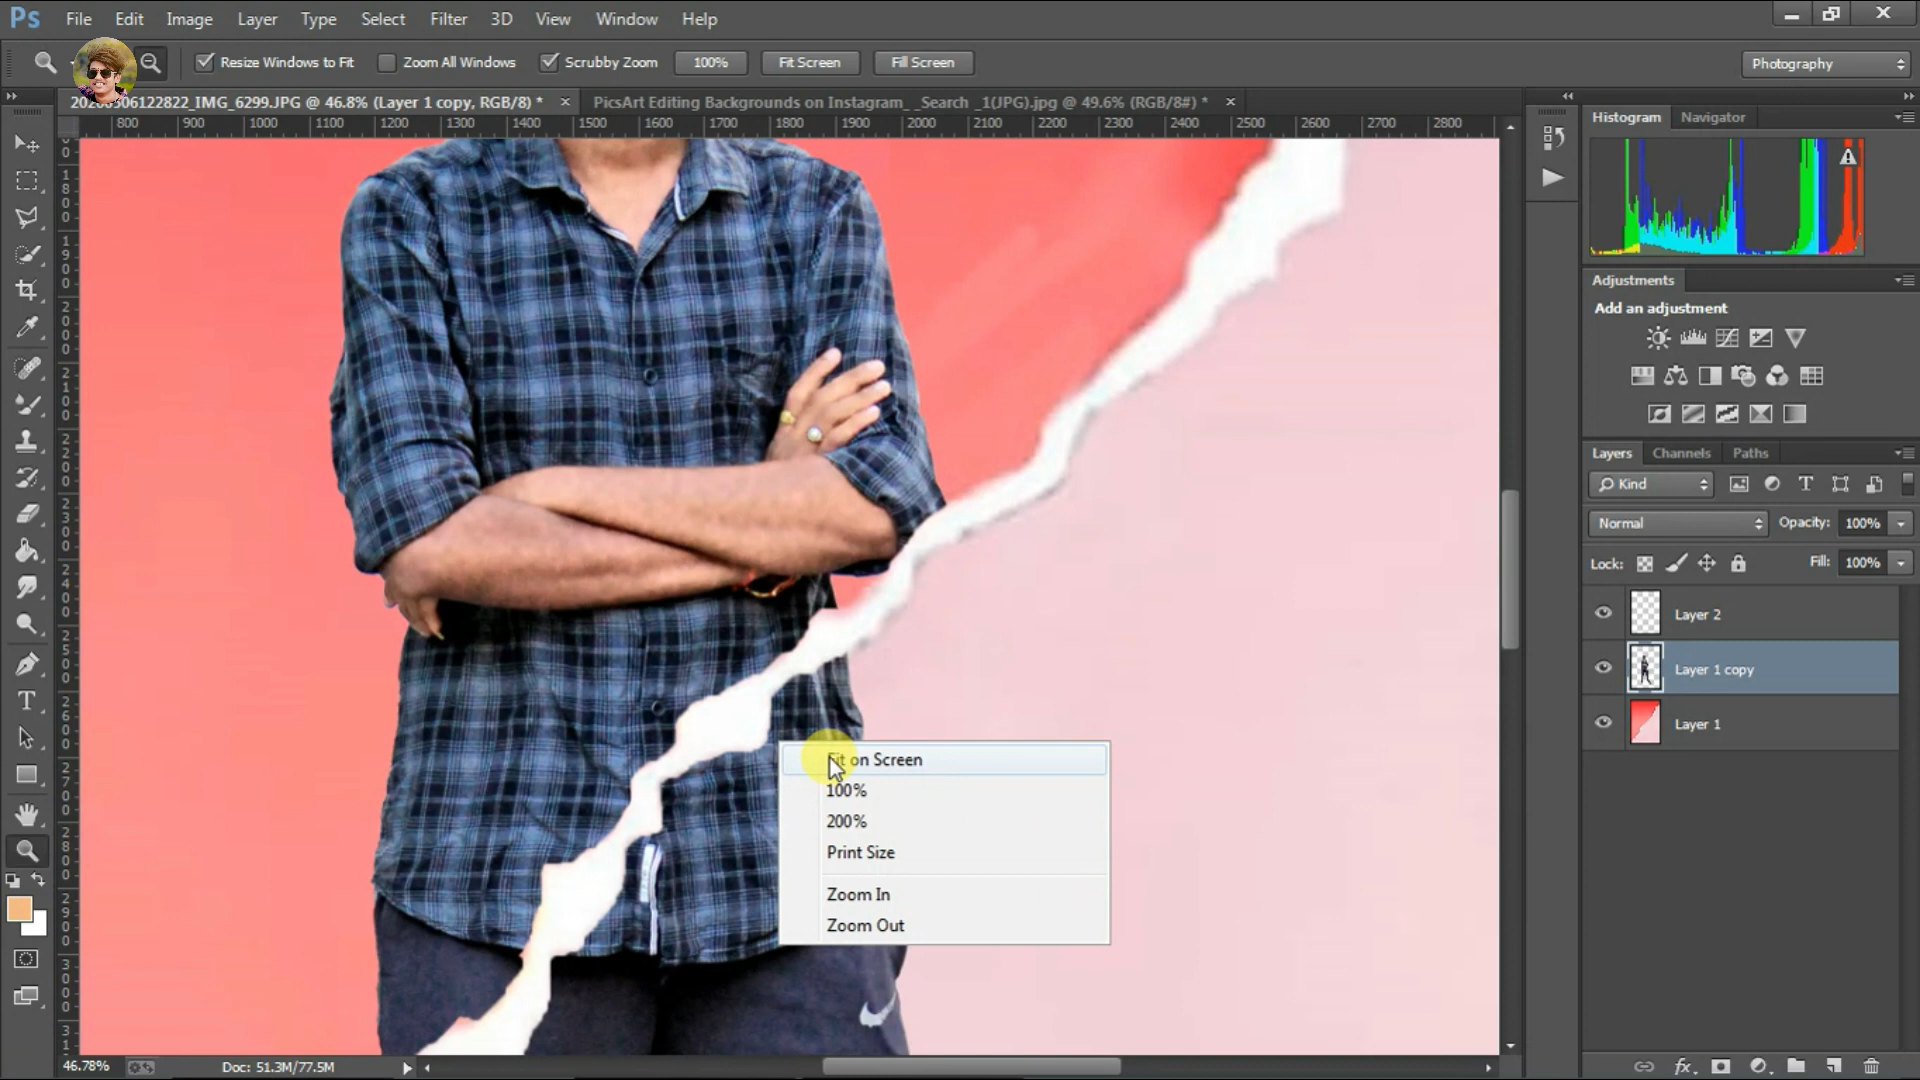 Ps File Edit Image Layer Type Select Filter 3D View Window Help
Resize Windows to Fit Zoom All Windows Scrubby Zoom 100% Fit Screen Fill Screen Photography
20200306122822_IMG_6299.JPG @ 46.8% (Layer 1 copy, RGB/8) * × PicsArt Editing Backgrounds on Instagram_ _Search _1(JPG).jpg @ 49.6% (RGB/8#) * ×
800 900 1000 1100 1200 1300 1400 1500 1600 1700 1800 1900 2000 2100 2200 2300 2400 2500 2600 2700 2800
Histogram Navigator
Adjustments
Add an adjustment
Layers Channels Paths
Kind
Normal Opacity: 100%
Lock: Fill: 100%
Layer 2
Layer 1 copy
Layer 1
on Screen
100%
200%
Print Size
Zoom In
Zoom Out
46.78% Doc: 51.3M/77.5M
fx